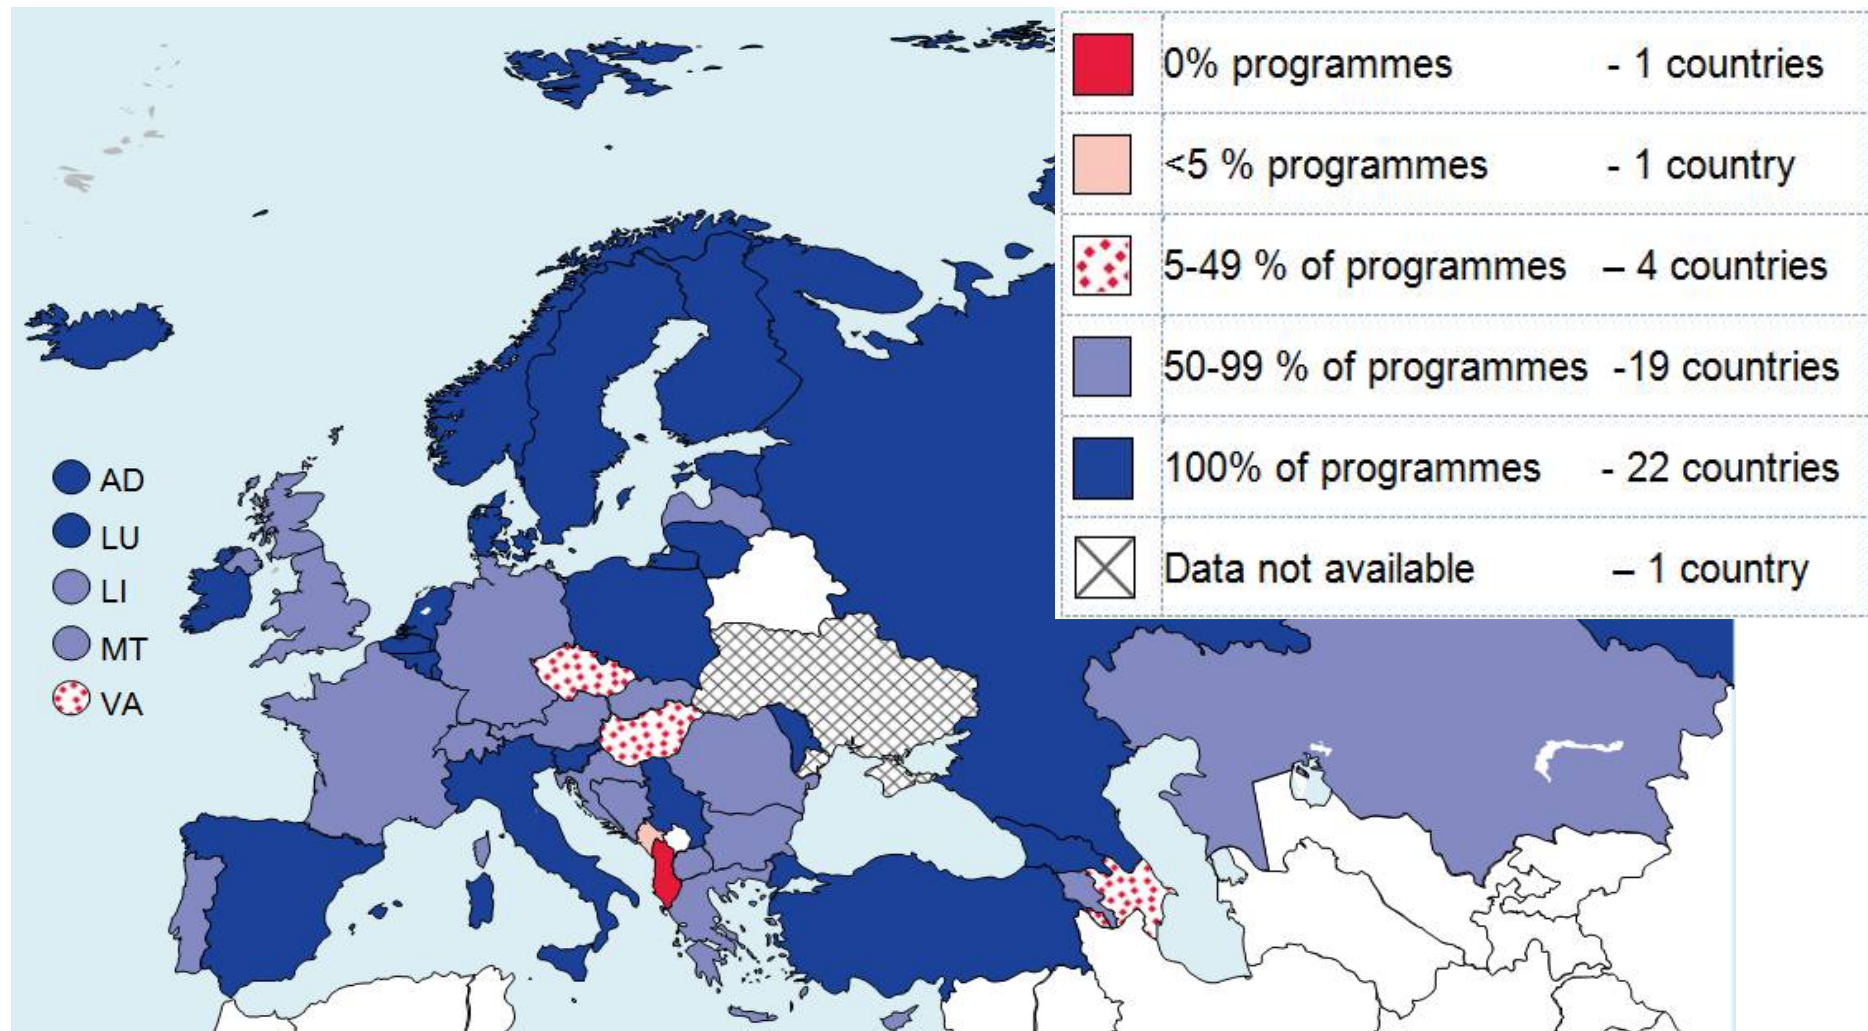 0% programmes - 1 countries
<5 % programmes - 1 country
5-49 % of programmes – 4 countries
50-99 % of programmes -19 countries
100% of programmes - 22 countries
Data not available – 1 country
AD
LU
LI
MT
VA